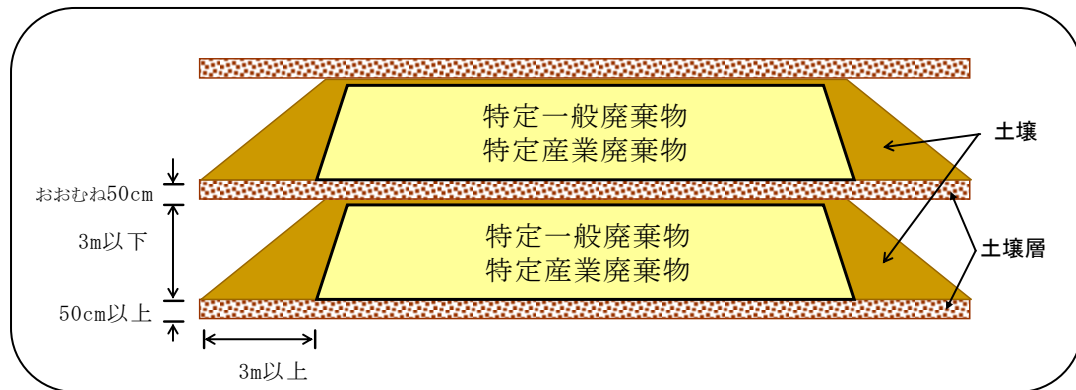 特定一般廃棄物
特定産業廃棄物
土壌
おおむね50cm
3m以下
特定一般廃棄物
特定産業廃棄物
土壌層
50cm以上
3m以上